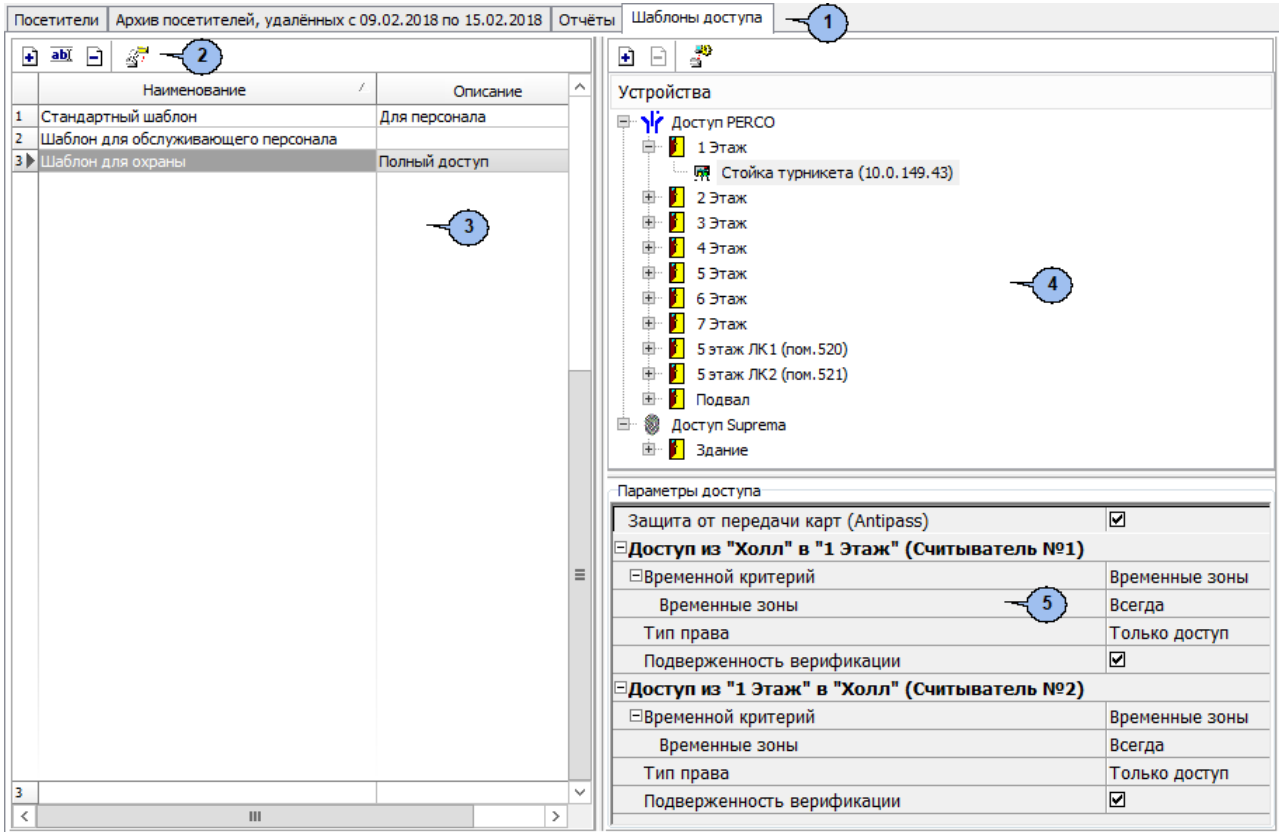 Посетители Архив посетителей, удалённых с 09.02.2018 по 15.02.2018 Отчёты Шаблоны доступа 1
abI 2
Наименование Описание
1 Стандартный шаблон Для персонала
2 Шаблон для обслуживающего персонала
3 Шаблон для охраны Полный доступ
3
3
Устройства
Доступ PERCO
1 Этаж
Стойка турникета (10.0.149.43)
2 Этаж
3 Этаж
4 Этаж
5 Этаж
6 Этаж
7 Этаж
5 этаж ЛК1 (пом.520)
5 этаж ЛК2 (пом.521)
Подвал
Доступ Suprema
Здание
4
Параметры доступа
Защита от передачи карт (Antipass)
Доступ из "Холл" в "1 Этаж" (Считыватель №1)
Временной критерий Временные зоны
Временные зоны 5 Всегда
Тип права Только доступ
Подверженность верификации
Доступ из "1 Этаж" в "Холл" (Считыватель №2)
Временной критерий Временные зоны
Временные зоны Всегда
Тип права Только доступ
Подверженность верификации